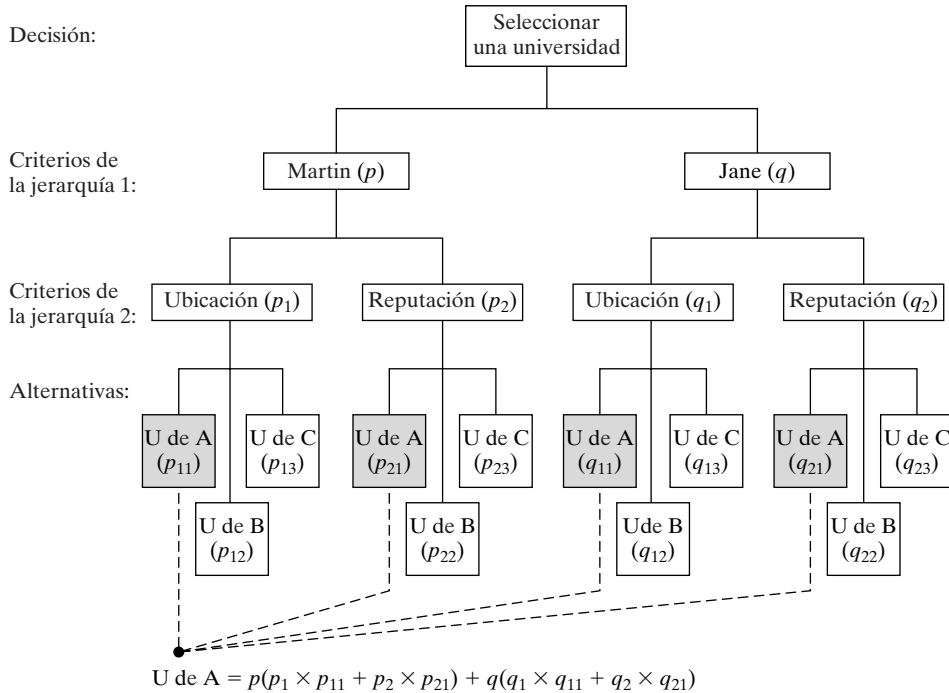 Decisión:
Seleccionar
una universidad
Criterios de
la jerarquía 1:
Martin (p)
Jane (q)
Criterios de
la jerarquía 2:
Ubicación (p₁)
Reputación (p₂)
Ubicación (q₁)
Reputación (q₂)
Alternativas:
U de A
(p₁₁)
U de C
(p₁₃)
U de A
(p₂₁)
U de C
(p₂₃)
U de A
(q₁₁)
U de C
(q₁₃)
U de A
(q₂₁)
U de C
(q₂₃)
U de B
(p₁₂)
U de B
(p₂₂)
Ude B
(q₁₂)
U de B
(q₂₂)
U de A = p(p₁ × p₁₁ + p₂ × p₂₁) + q(q₁ × q₁₁ + q₂ × q₂₁)